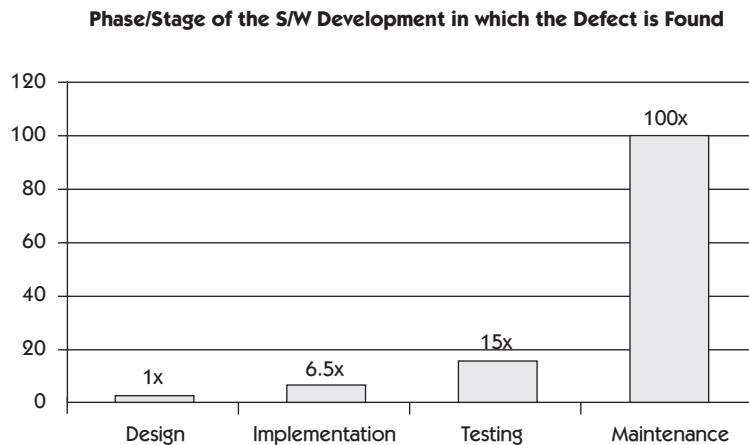 Phase/Stage of the S/W Development in which the Defect is Found
120
100
80
60
40
20
0
1x
6.5x
15x
100x
Design
Implementation
Testing
Maintenance